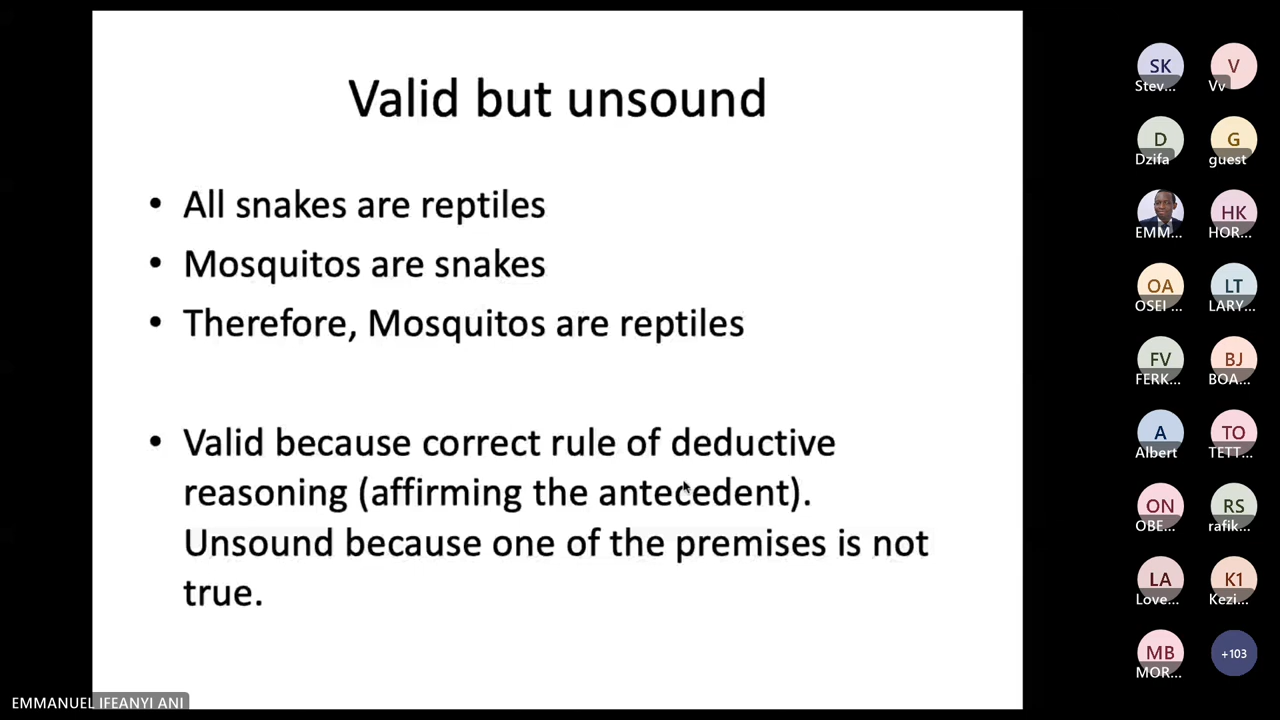 Valid but unsound
• All snakes are reptiles
• Mosquitos are snakes
• Therefore, Mosquitos are reptiles
• Valid because correct rule of deductive
reasoning (affirming the antecedent).
Unsound because one of the premises is not
true.
EMMANUEL IFEANYI ANI
SK V
Stev... Vv
D G
Dzifa guest
HK
EMM... HOR...
OA LT
OSEI ... LARY...
FV BJ
FERK... BOA...
A TO
Albert TETT...
ON RS
OBE... rafik...
LA K1
Love... Kezi...
MB +103
MOR...